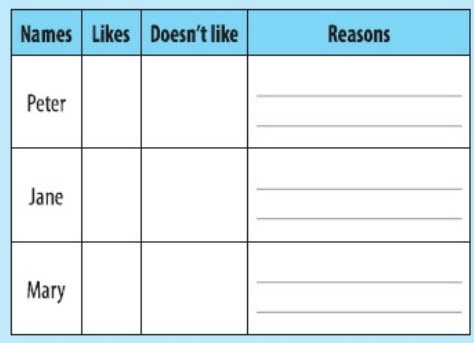 Names Likes Doesn't like Reasons
Peter
Jane
Mary